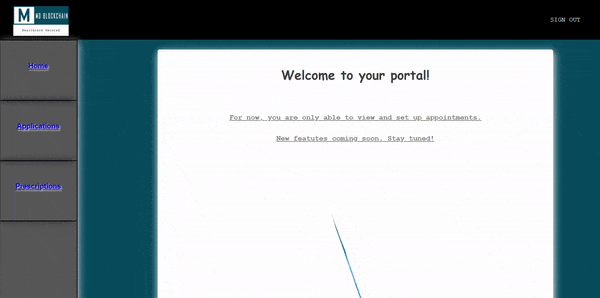 M MD BLOCKCHAIN
Healthcare Secured
SIGN OUT
Home
Applications
Prescriptions
Welcome to your portal!
For now, you are only able to view and set up appointments.
New featutes coming soon. Stay tuned!